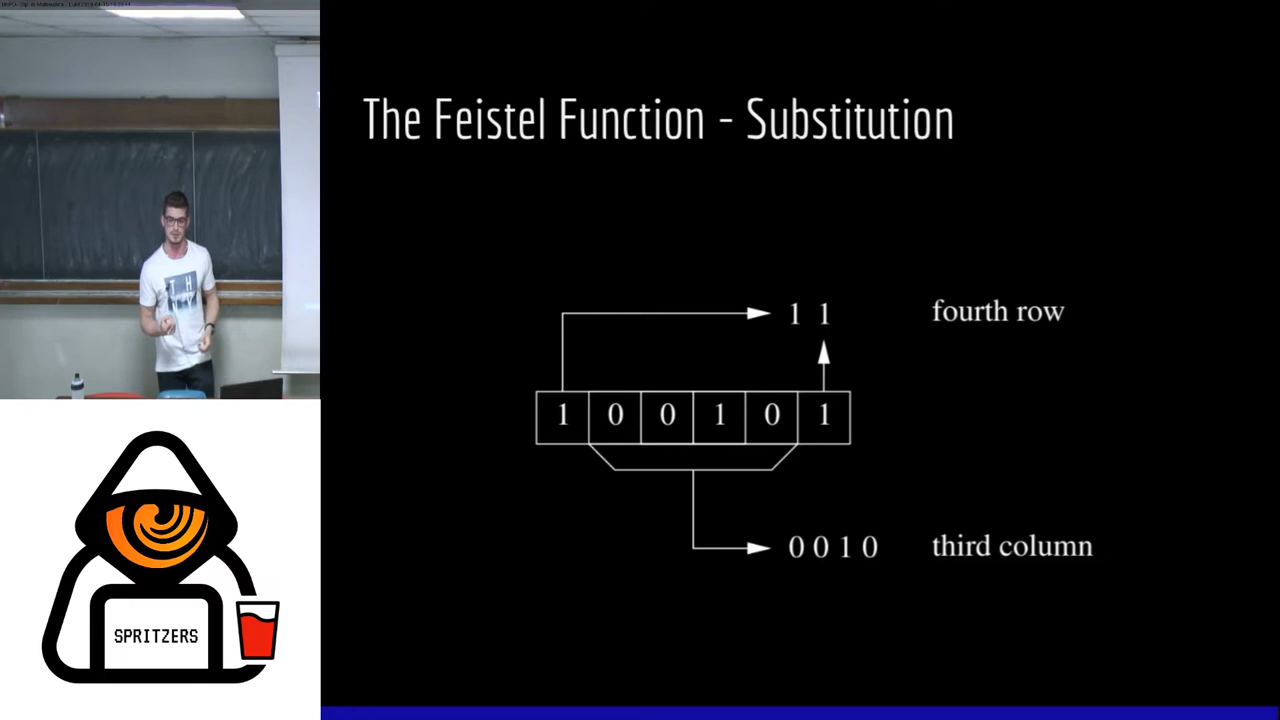 The Feistel Function - Substitution
1 1 fourth row
1 0 0 1 0 1
0 0 1 0 third column
T H
SPRITZERS